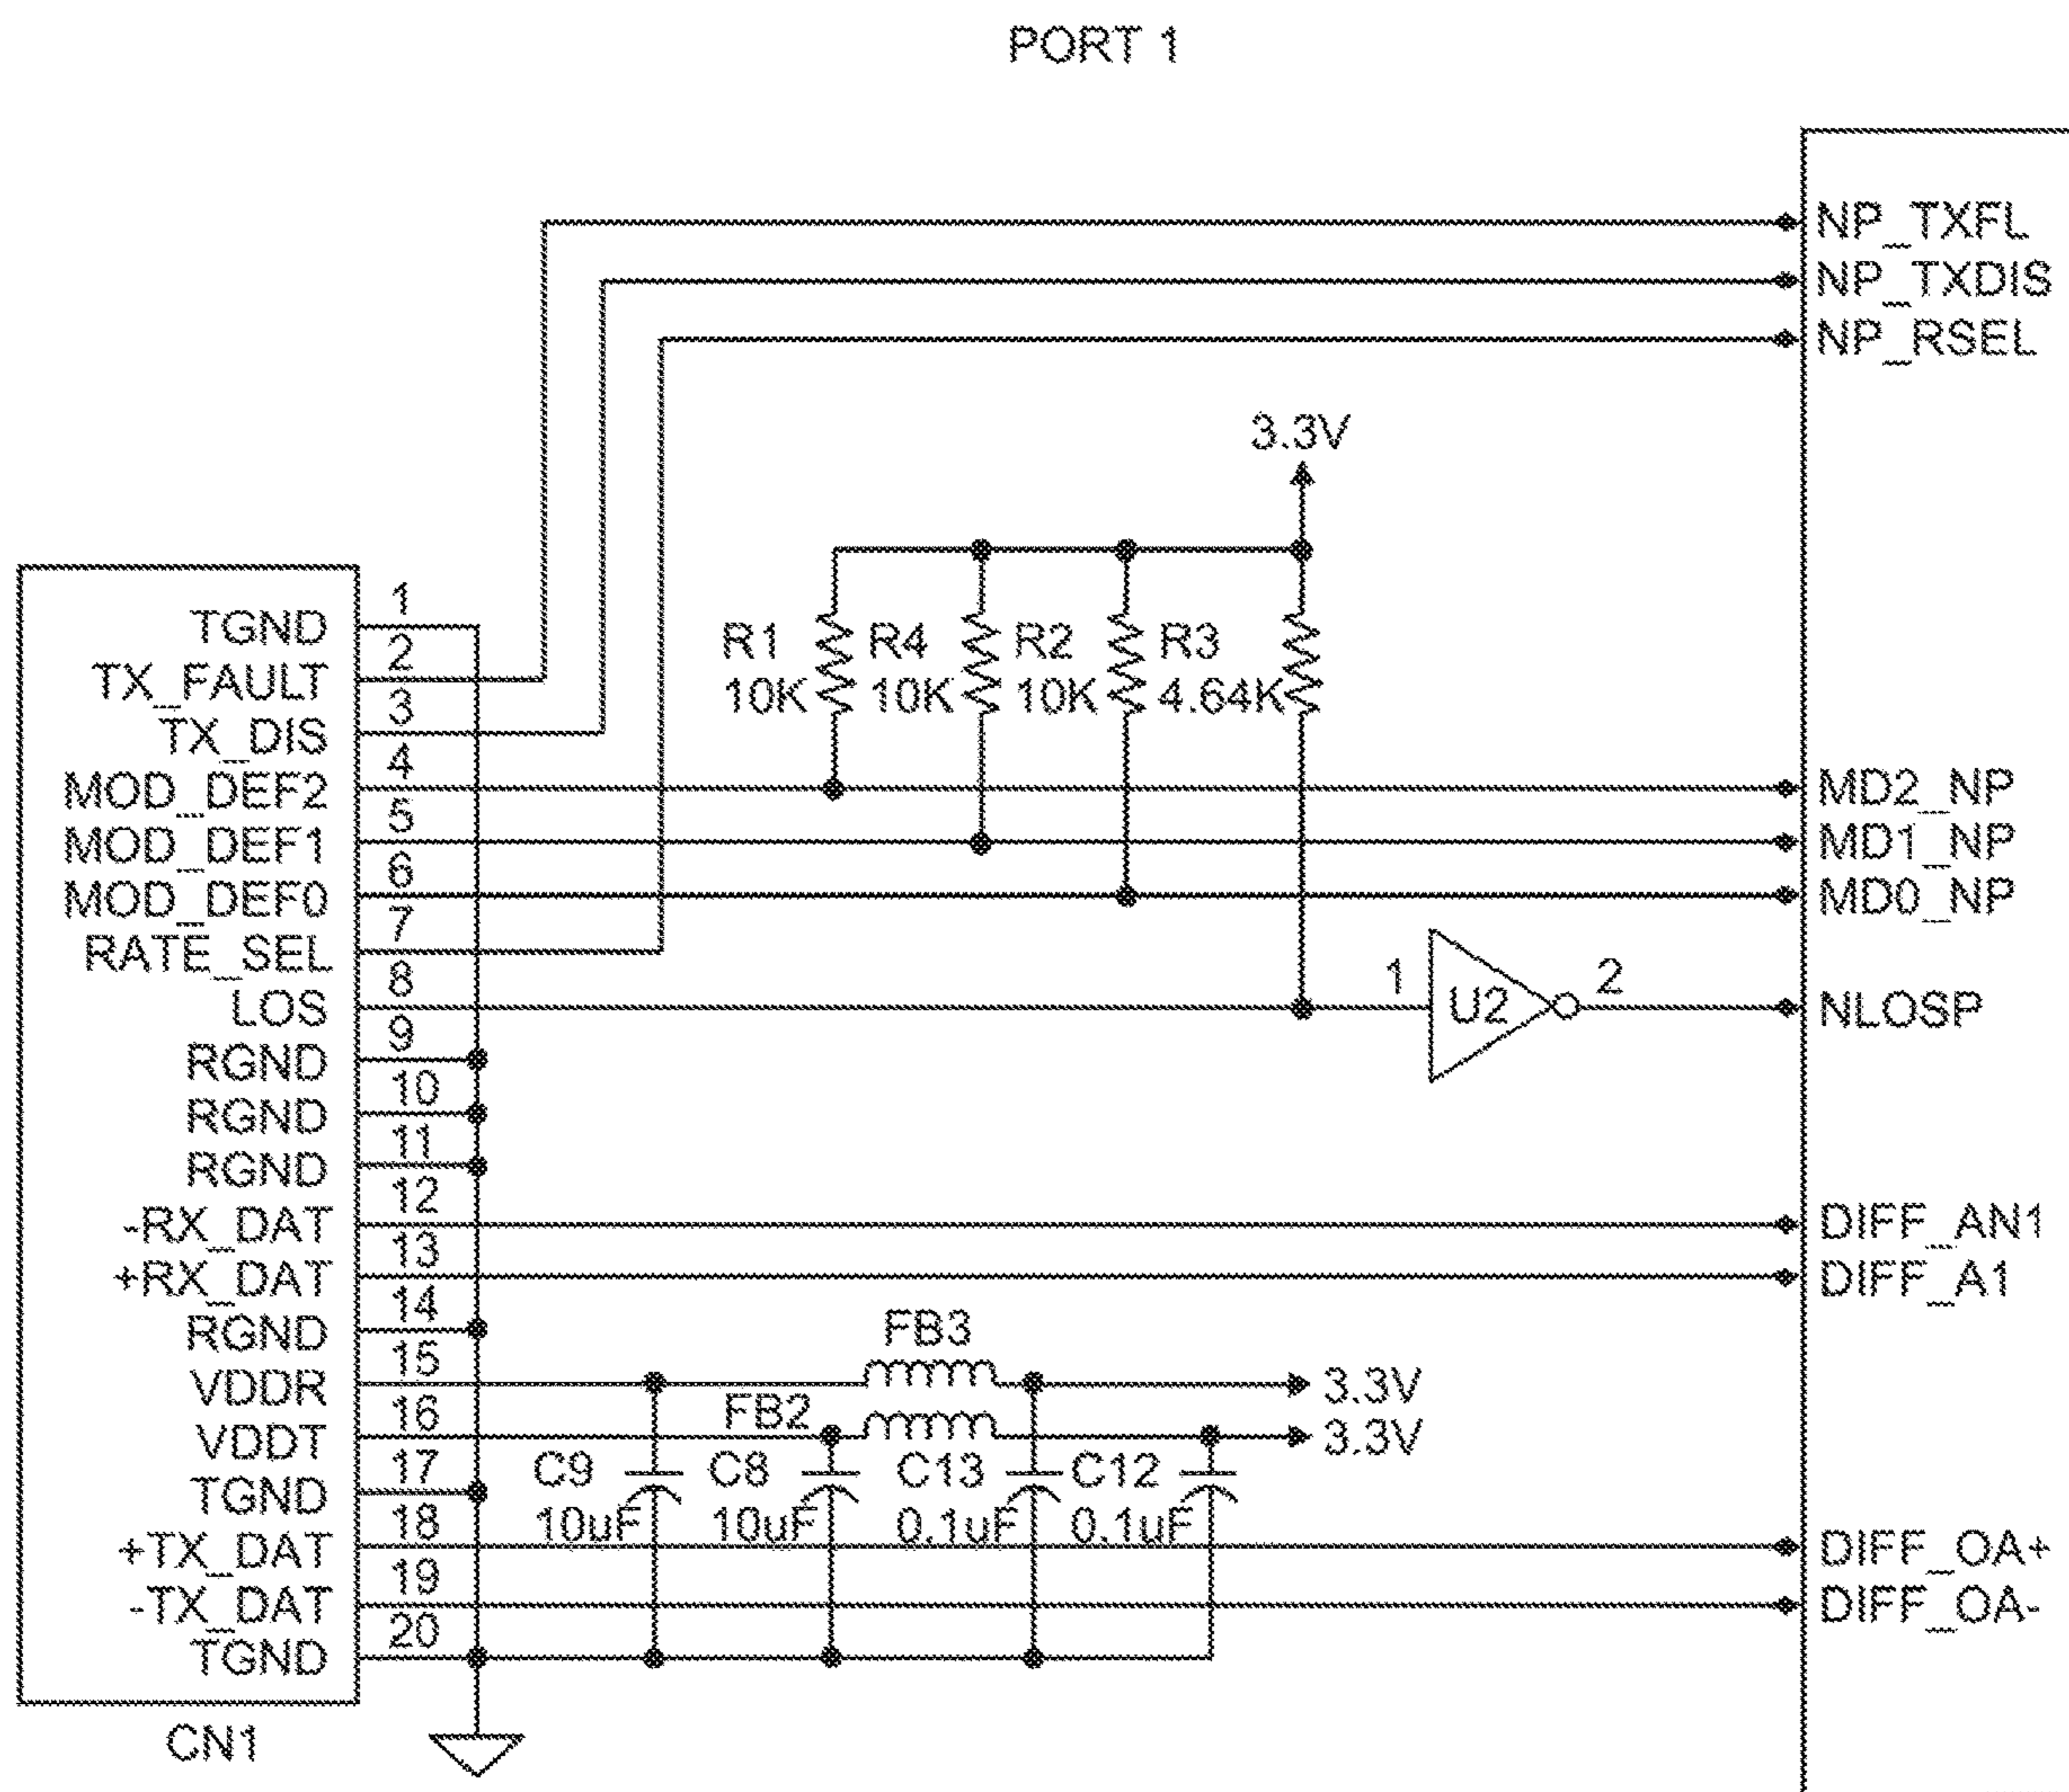 PORT 1
NP_TXFL
NP_TXDIS
NP_RSEL
3.3V
R1
10K
R4
10K
R2
10K
R3
4.64K
TGND 1
TX_FAULT 2
TX_DIS 3
MOD_DEF2 4
MOD_DEF1 5
MOD_DEF0 6
RATE_SEL 7
LOS 8
RGND 9
RGND 10
RGND 11
-RX_DAT 12
+RX_DAT 13
RGND 14
VDDR 15
VDDT 16
TGND 17
+TX_DAT 18
-TX_DAT 19
TGND 20
CN1
MD2_NP
MD1_NP
MD0_NP
1 U2 2
NLOSP
DIFF_AN1
DIFF_A1
FB3
3.3V
FB2
3.3V
C9
10uF
C8
10uF
C13
0.1uF
C12
0.1uF
DIFF_OA+
DIFF_OA-